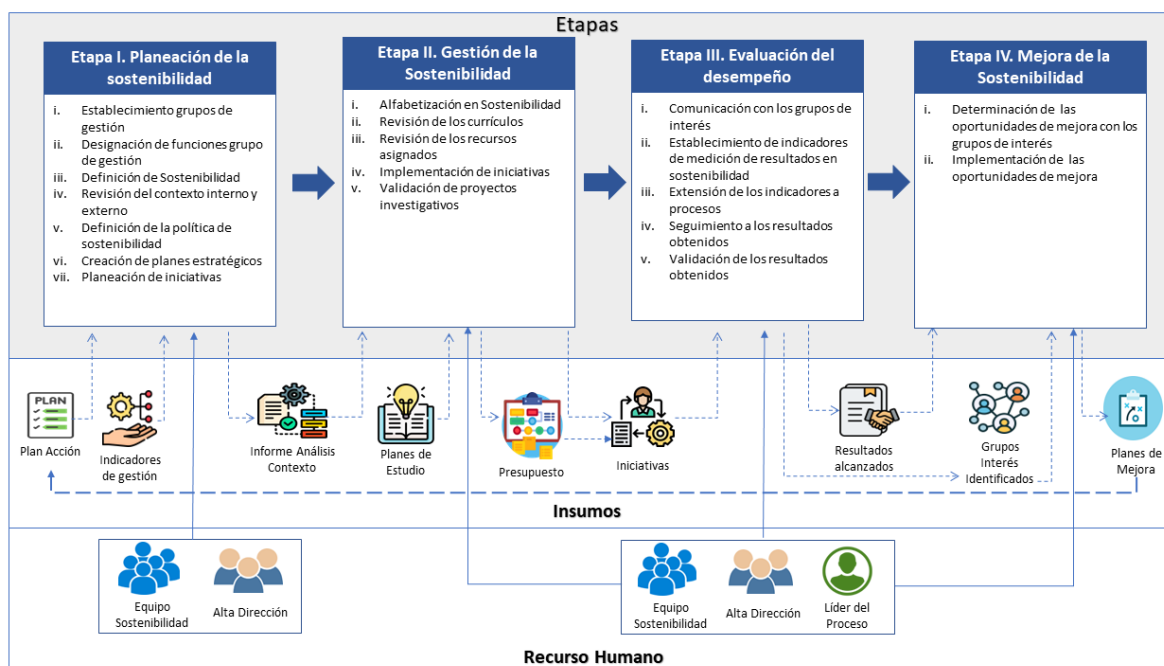 Etapas
Etapa I. Planeación de la
sostenibilidad
i. Establecimiento grupos de
gestión
ii. Designación de funciones grupo
de gestión
iii. Definición de Sostenibilidad
iv. Revisión del contexto interno y
externo
v. Definición de la política de
sostenibilidad
vi. Creación de planes estratégicos
vii. Planeación de iniciativas
Etapa II. Gestión de la
Sostenibilidad
i. Alfabetización en Sostenibilidad
ii. Revisión de los currículos
iii. Revisión de los recursos
asignados
iv. Implementación de iniciativas
v. Validación de proyectos
investigativos
Etapa III. Evaluación del
desempeño
i. Comunicación con los grupos de
interés
ii. Establecimiento de indicadores
de medición de resultados en
sostenibilidad
iii. Extensión de los indicadores a
procesos
iv. Seguimiento a los resultados
obtenidos
v. Validación de los resultados
obtenidos
Etapa IV. Mejora de la
Sostenibilidad
i. Determinación de las
oportunidades de mejora con los
grupos de interés
ii. Implementación de las
oportunidades de mejora
PLAN
Plan Acción
Indicadores
de gestión
Informe Análisis
Contexto
Planes de
Estudio
Presupuesto
Iniciativas
Resultados
alcanzados
Grupos
Interés
Identificados
Planes de
Mejora
Insumos
Equipo
Sostenibilidad
Alta Dirección
Equipo
Sostenibilidad
Alta Dirección
Líder del
Proceso
Recurso Humano